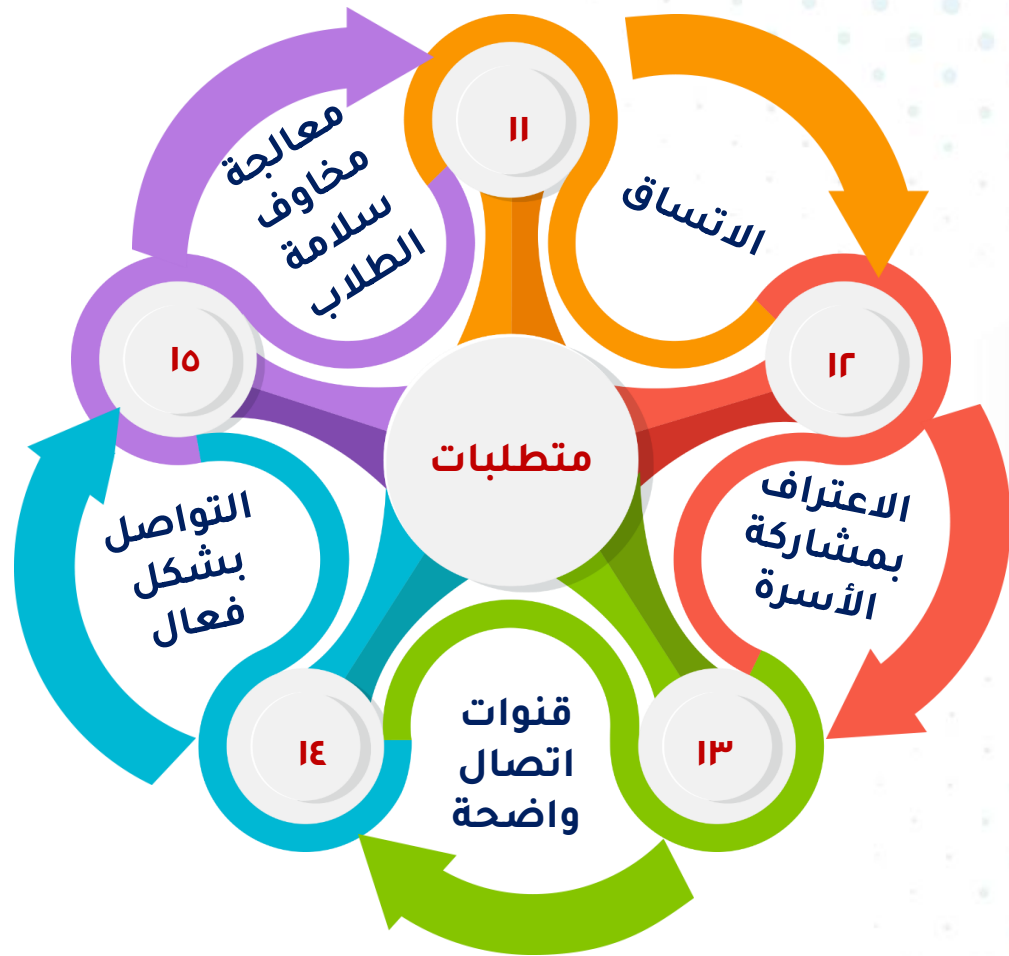 متطلبات
١١
الاتساق
١٢
الاعتراف
بمشاركة
الأسرة
١٣
قنوات
اتصال
واضحة
١٤
التواصل
بشكل
فعال
١٥
معالجة
مخاوف
سلامة
الطلاب